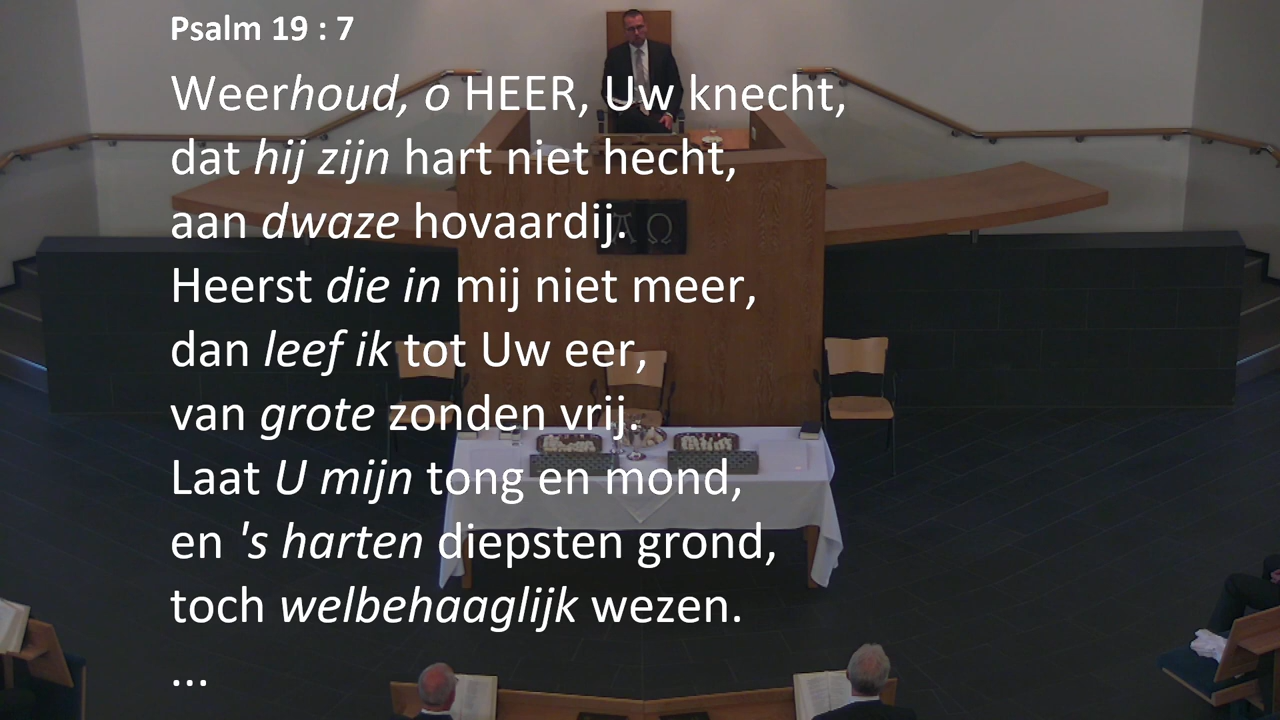 Psalm 19 : 7
Weerhoud, o HEER, Uw knecht,
dat hij zijn hart niet hecht,
aan dwaze hovaardij.
Heerst die in mij niet meer,
dan leef ik tot Uw eer,
van grote zonden vrij.
Laat U mijn tong en mond,
en 's harten diepsten grond,
toch welbehaaglijk wezen.
...
Α Ω